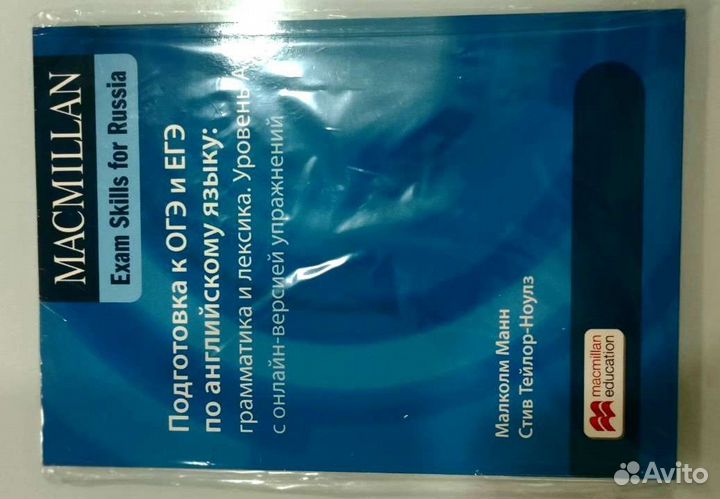 MACMILLAN
Exam Skills for Russia
Подготовка к ОГЭ и ЕГЭ
по английскому языку:
грамматика и лексика. Уровень A
с онлайн-версией упражнений
Малколм Манн
Стив Тейлор-Ноулз
macmillan
education
Avito